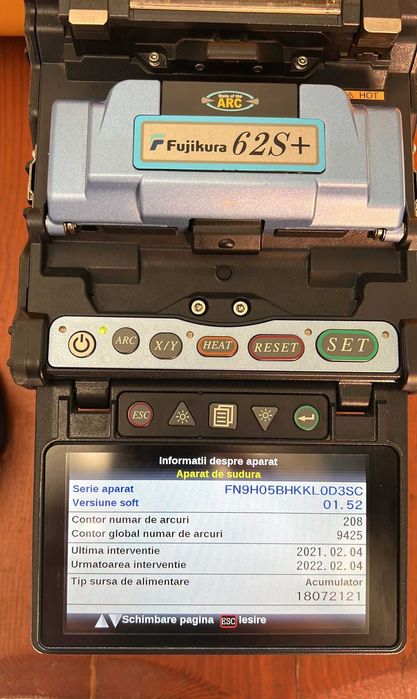 State of the
ARC
HOT
Fujikura 62S+
ARC X/Y HEAT RESET SET
ESC
Informatii despre aparat
Aparat de sudura
Serie aparat FN9H05BHKKL0D3SC
Versiune soft 01.52
Contor numar de arcuri 208
Contor global numar de arcuri 9425
Ultima interventie 2021.02.04
Urmatoarea interventie 2022.02.04
Tip sursa de alimentare Acumulator
18072121
Schimbare pagina ESC Iesire